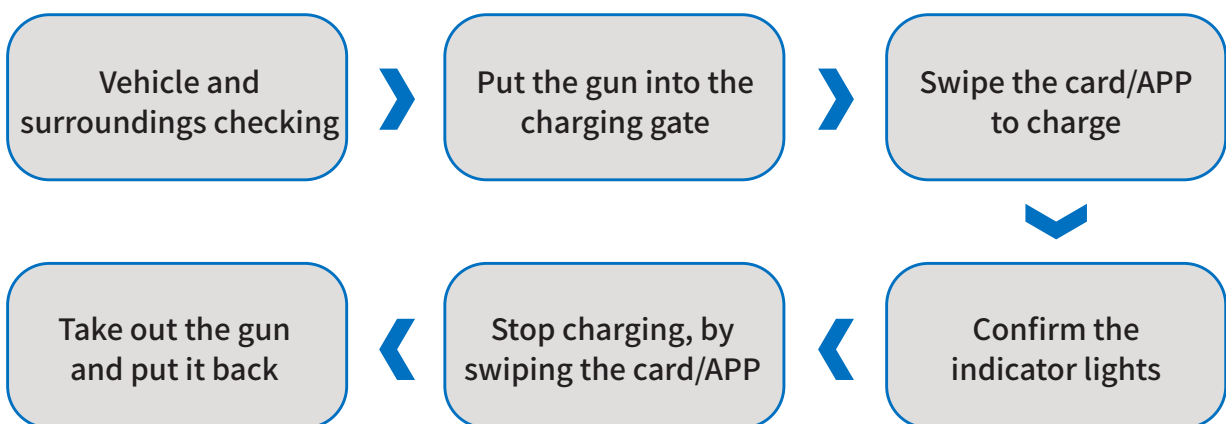 Vehicle and
surroundings checking
Put the gun into the
charging gate
Swipe the card/APP
to charge
Confirm the
indicator lights
Stop charging, by
swiping the card/APP
Take out the gun
and put it back